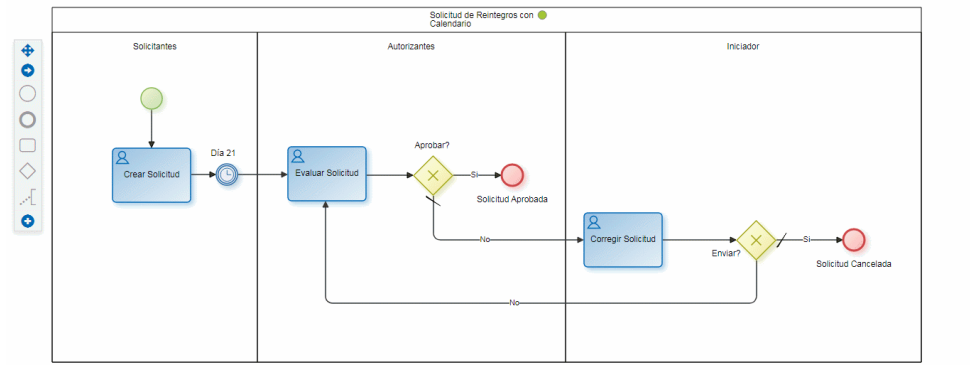 Solicitud de Reintegros con
Calendario
Solicitantes
Autorizantes
Iniciador
Día 21
Aprobar?
Crear Solicitud
Evaluar Solicitud
Si
Solicitud Aprobada
No
Corregir Solicitud
Enviar?
Si
Solicitud Cancelada
No